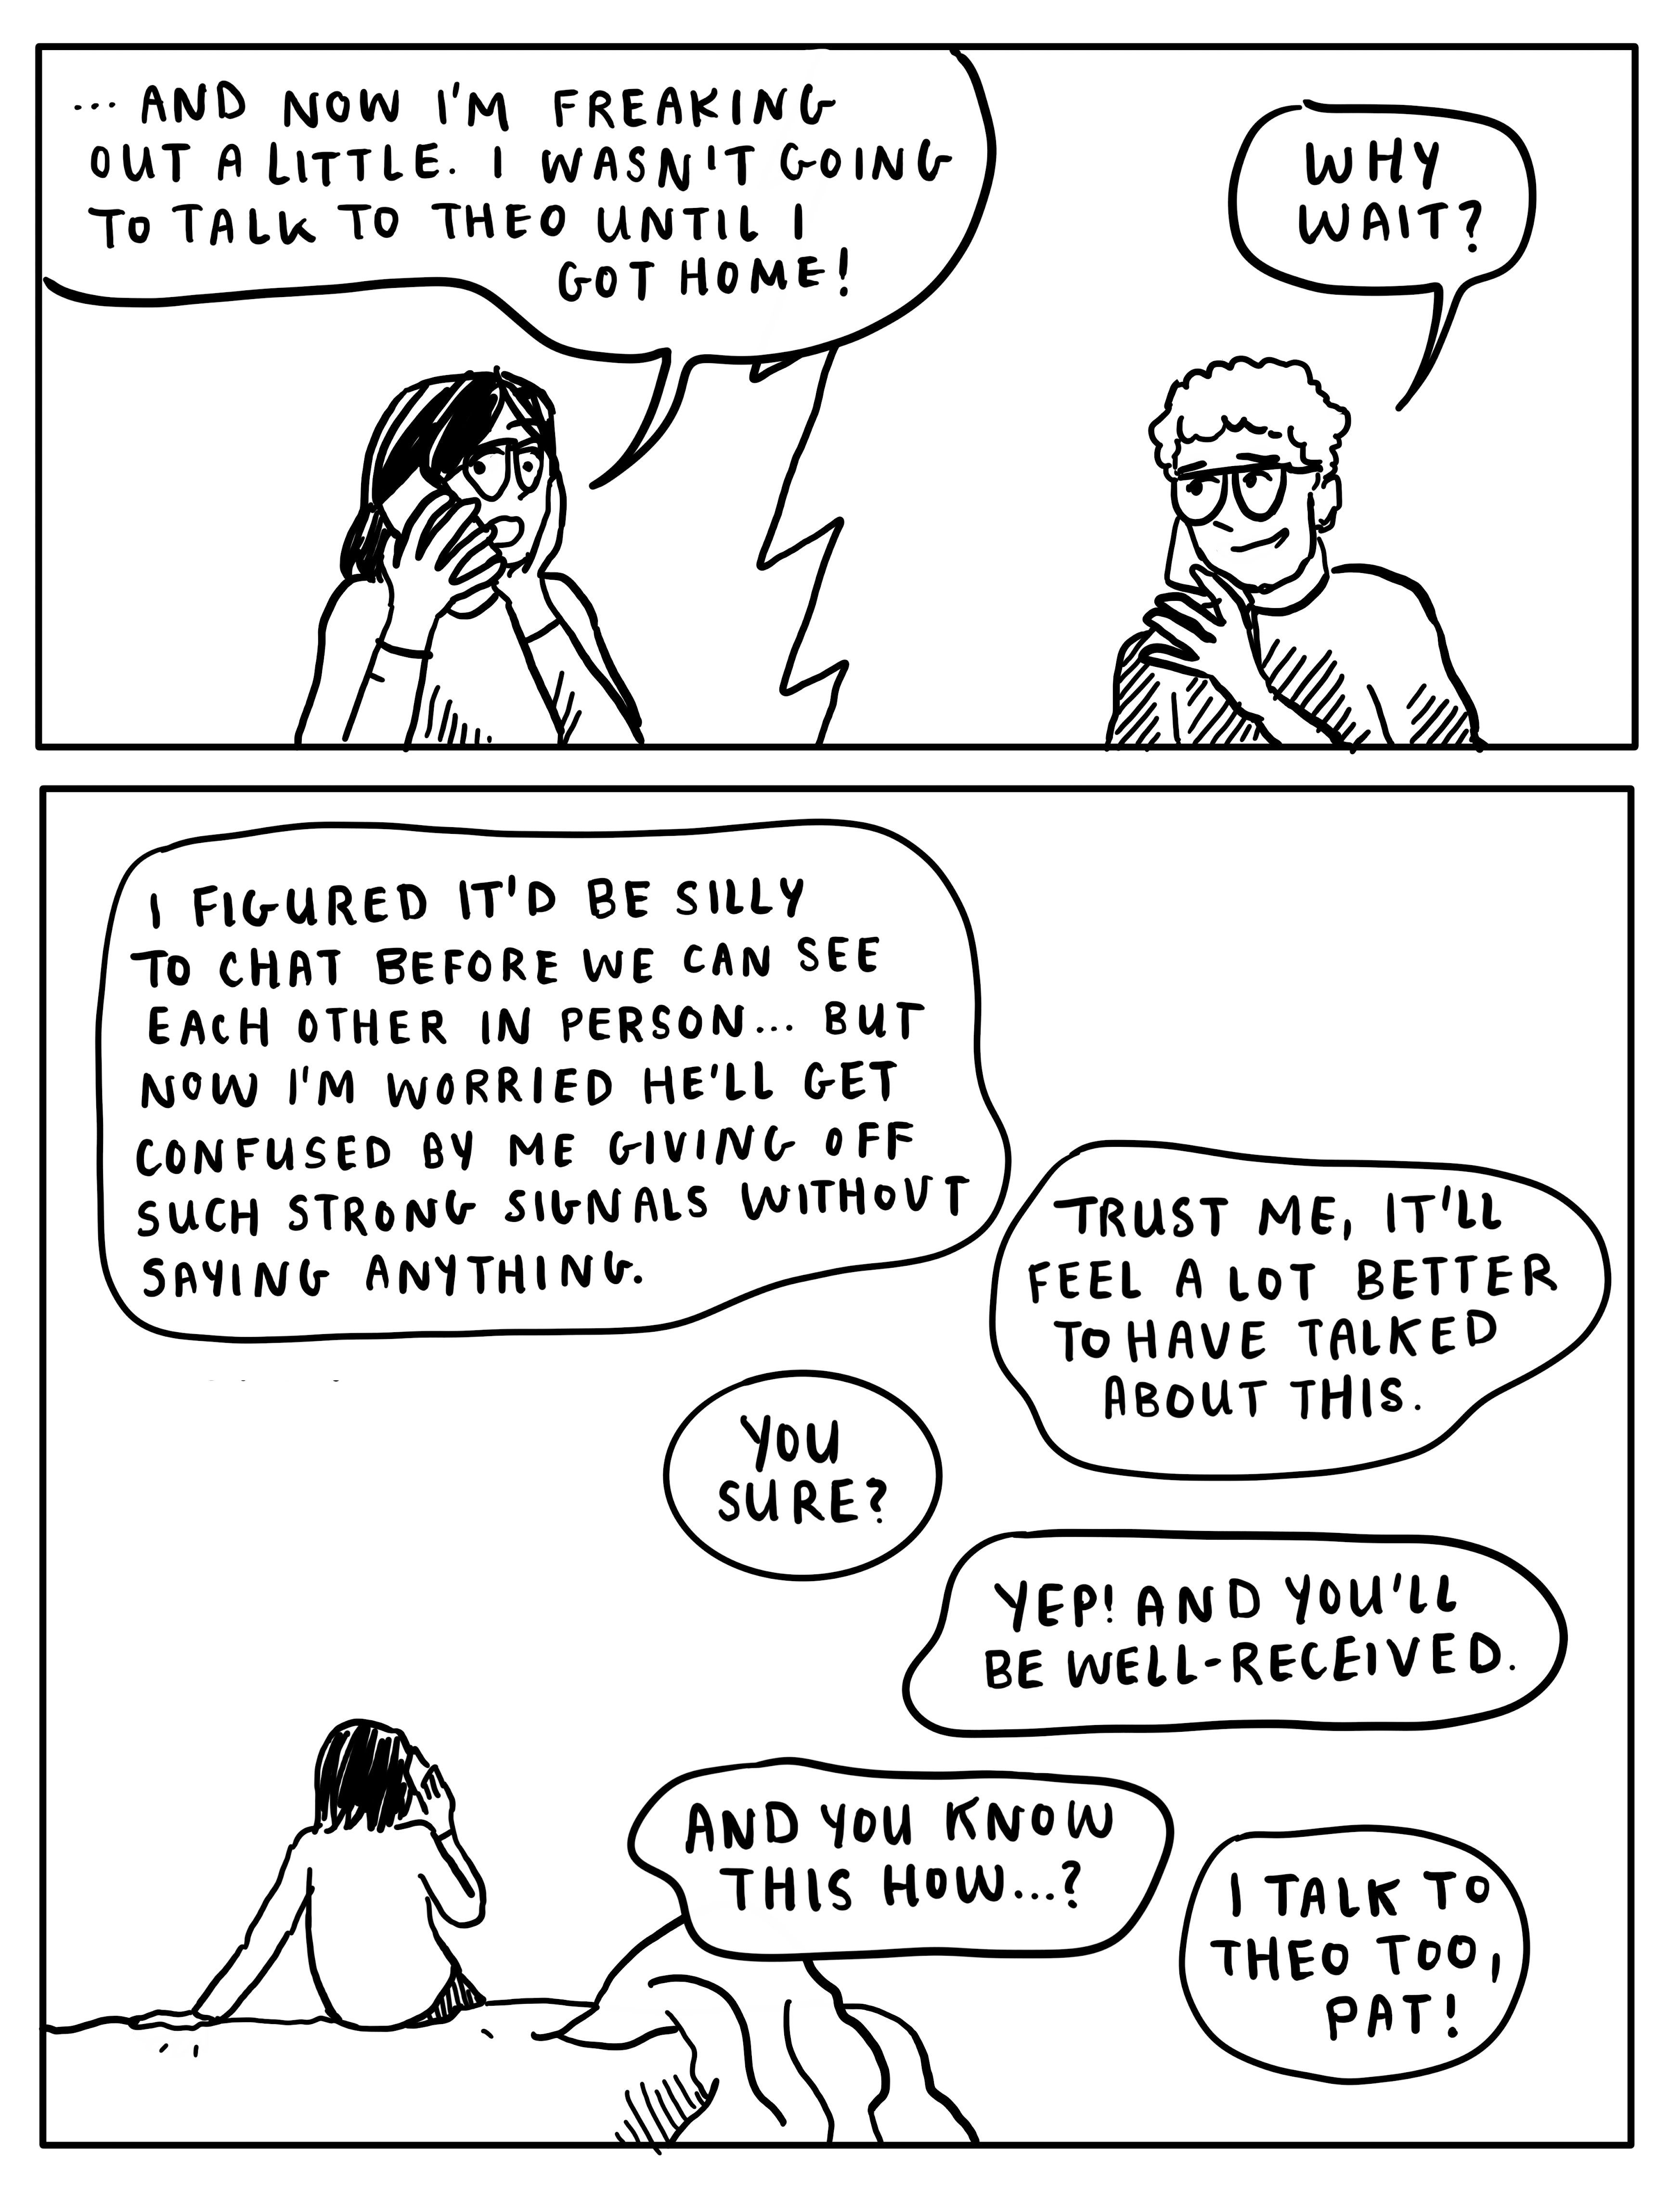 ... AND NOW I'M FREAKING
OUT A LITTLE. I WASN'T GOING
TO TALK TO THEO UNTIL I
GOT HOME!
WHY
WAIT?
I FIGURED IT'D BE SILLY
TO CHAT BEFORE WE CAN SEE
EACH OTHER IN PERSON... BUT
NOW I'M WORRIED HE'LL GET
CONFUSED BY ME GIVING OFF
SUCH STRONG SIGNALS WITHOUT
SAYING ANYTHING.
TRUST ME, IT'LL
FEEL A LOT BETTER
TO HAVE TALKED
ABOUT THIS.
YOU
SURE?
YEP! AND YOU'LL
BE WELL-RECEIVED.
AND YOU KNOW
THIS HOW...?
I TALK TO
THEO TOO,
PAT!